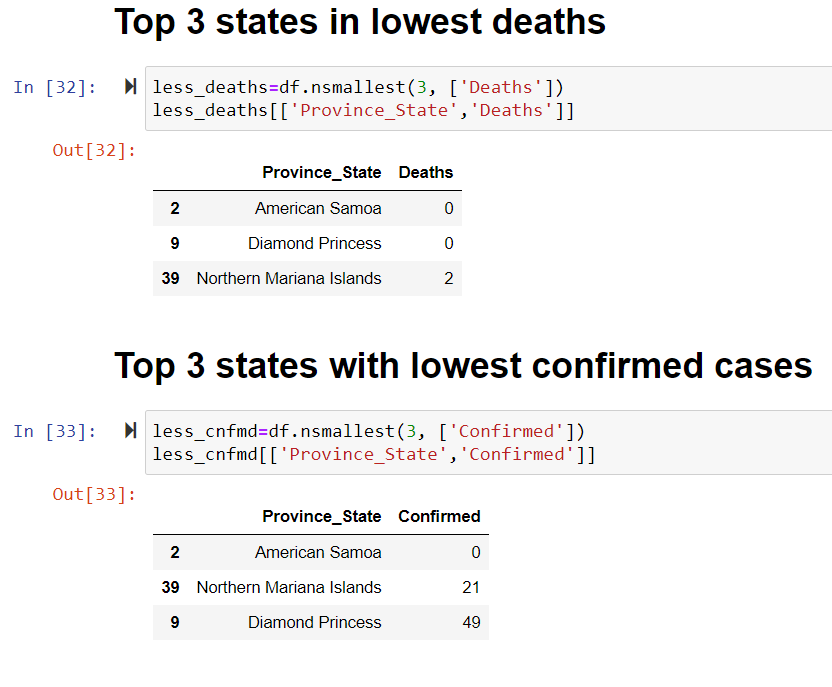 Top 3 states in lowest deaths
In [32]: less_deaths=df.nsmallest(3, ['Deaths'])
less_deaths[['Province_State','Deaths']]
Out[32]:
Province_State Deaths
2 American Samoa 0
9 Diamond Princess 0
39 Northern Mariana Islands 2
Top 3 states with lowest confirmed cases
In [33]: less_cnfmd=df.nsmallest(3, ['Confirmed'])
less_cnfmd[['Province_State','Confirmed']]
Out[33]:
Province_State Confirmed
2 American Samoa 0
39 Northern Mariana Islands 21
9 Diamond Princess 49